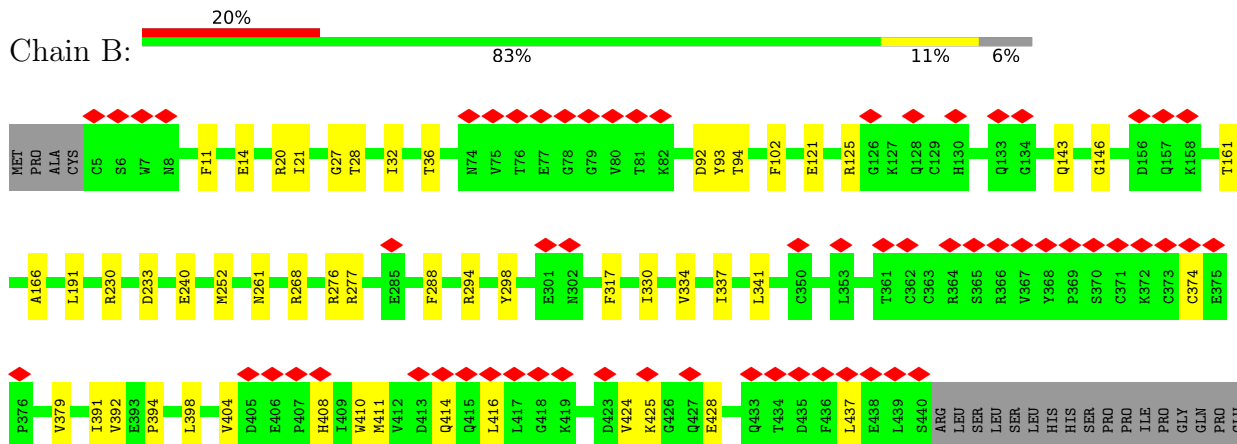 20%
Chain B:
83% 11% 6%
MET PRO ALA CYS C5 S6 W7 N8 F11 E14 R20 I21 G27 T28 I32 T36 N74 V75 T76 E77 G78 G79 V80 T81 K82 D92 Y93 T94 F102 E121 R125 G126 K127 Q128 C129 H130 Q133 G134 Q143 G146 D156 Q157 K158 T161
A166 L191 R230 D233 E240 M252 N261 R268 R276 R277 E285 F288 R294 Y298 E301 N302 F317 I330 V334 I337 L341 C350 L353 T361 C362 C363 R364 S365 R366 V367 Y368 P369 S370 C371 K372 C373 C374 E375
P376 V379 I391 V392 E393 P394 L398 V404 D405 E406 P407 H408 I409 W410 M411 V412 D413 Q414 Q415 L416 L417 G418 K419 D423 V424 K425 G426 Q427 E428 Q433 T434 D435 F436 L437 E438 L439 S440 ARG LEU SER LEU SER LEU HIS HIS SER PRO PRO ILE PRO GLY GLN PRO